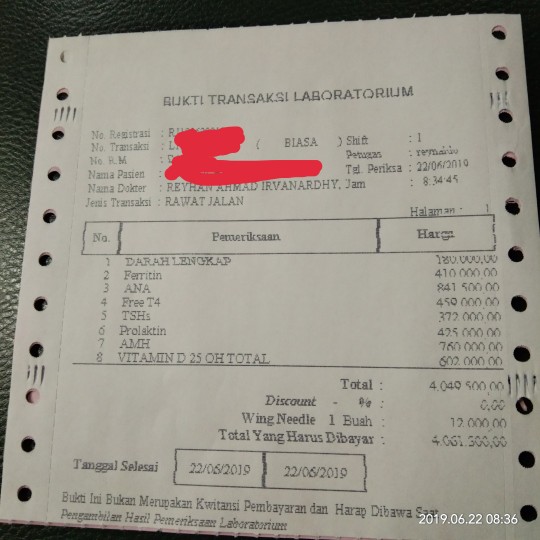 BUKTI TRANSAKSI LABORATORIUM
No. Registrasi :
No. Transaksi : ( BIASA ) Shift : 1
No. R.M : Petugas :
Nama Pasien : Tgl. Periksa : 22/06/2019
Nama Dokter : REYHAN AHMAD IRVANARDHY, Jam : 8:34:45
Jenis Transaksi : RAWAT JALAN
Halaman : 1
No. Pemeriksaan Harga
1 DARAH LENGKAP 180.000,00
2 Ferritin 410.000,00
3 ANA 841.500,00
4 Free T4 459.000,00
5 TSHs 372.000,00
6 Prolaktin 425.000,00
7 AMH 760.000,00
8 VITAMIN D 25 OH TOTAL 602.000,00
Total : 4.049.500,00
Discount - % : 0,00
Wing Needle 1 Buah : 12.000,00
Total Yang Harus Dibayar : 4.061.500,00
Tanggal Selesai 22/06/2019 22/06/2019
Bukti Ini Bukan Merupakan Kwitansi Pembayaran dan Harap Dibawa Saat
Pengambilan Hasil Pemeriksaan Laboratorium
2019.06.22 08:36